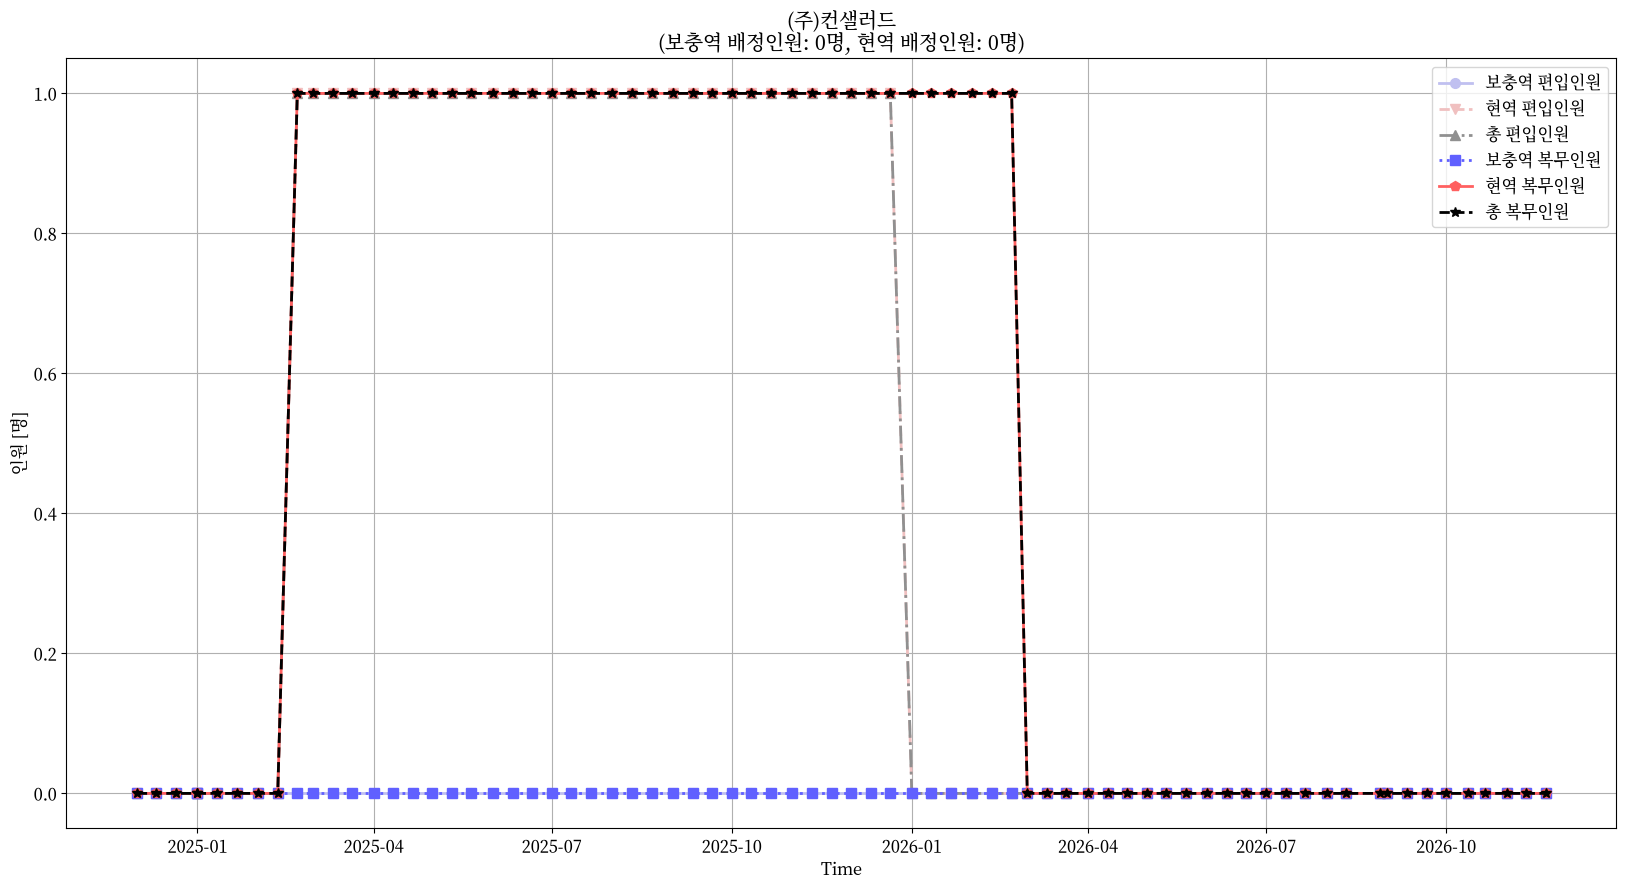 (주)컨샐러드
(보충역 배정인원: 0명, 현역 배정인원: 0명)
보충역 편입인원
현역 편입인원
총 편입인원
보충역 복무인원
현역 복무인원
총 복무인원
인원 [명]
1.0
0.8
0.6
0.4
0.2
0.0
2025-01
2025-04
2025-07
2025-10
2026-01
2026-04
2026-07
2026-10
Time